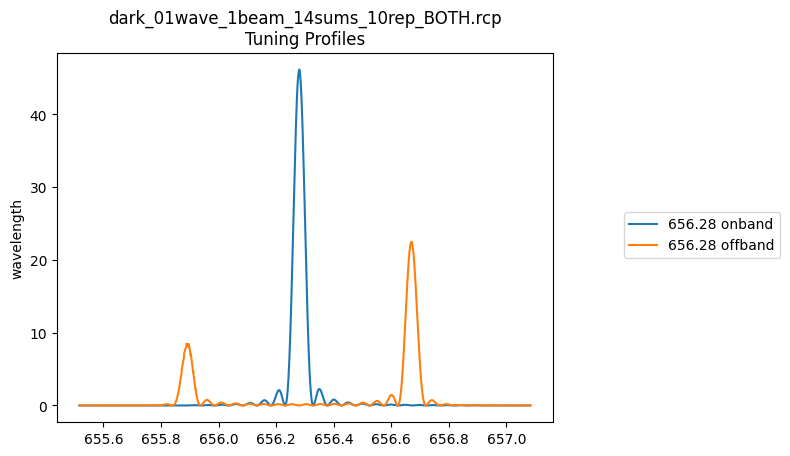 dark_01wave_1beam_14sums_10rep_BOTH.rcp
Tuning Profiles
wavelength
40
30
20
10
0
655.6 655.8 656.0 656.2 656.4 656.6 656.8 657.0
656.28 onband
656.28 offband